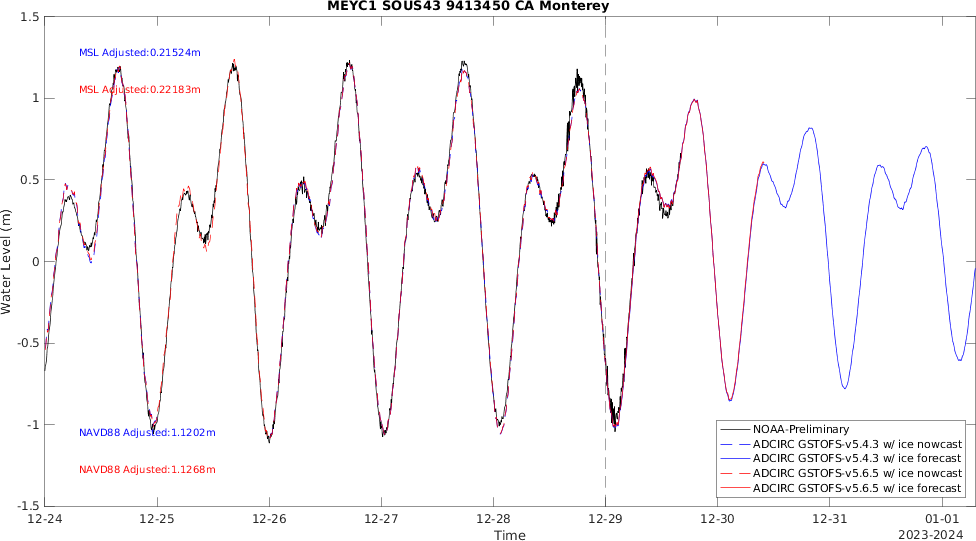 MEYC1 SOUS43 9413450 CA Monterey
1.5
1
0.5
0
-0.5
-1
-1.5
Water Level (m)
MSL Adjusted:0.21524m
MSL Adjusted:0.22183m
NAVD88 Adjusted:1.1202m
NAVD88 Adjusted:1.1268m
NOAA-Preliminary
ADCIRC GSTOFS-v5.4.3 w/ ice nowcast
ADCIRC GSTOFS-v5.4.3 w/ ice forecast
ADCIRC GSTOFS-v5.6.5 w/ ice nowcast
ADCIRC GSTOFS-v5.6.5 w/ ice forecast
12-24 12-25 12-26 12-27 12-28 12-29 12-30 12-31 01-01
Time
2023-2024